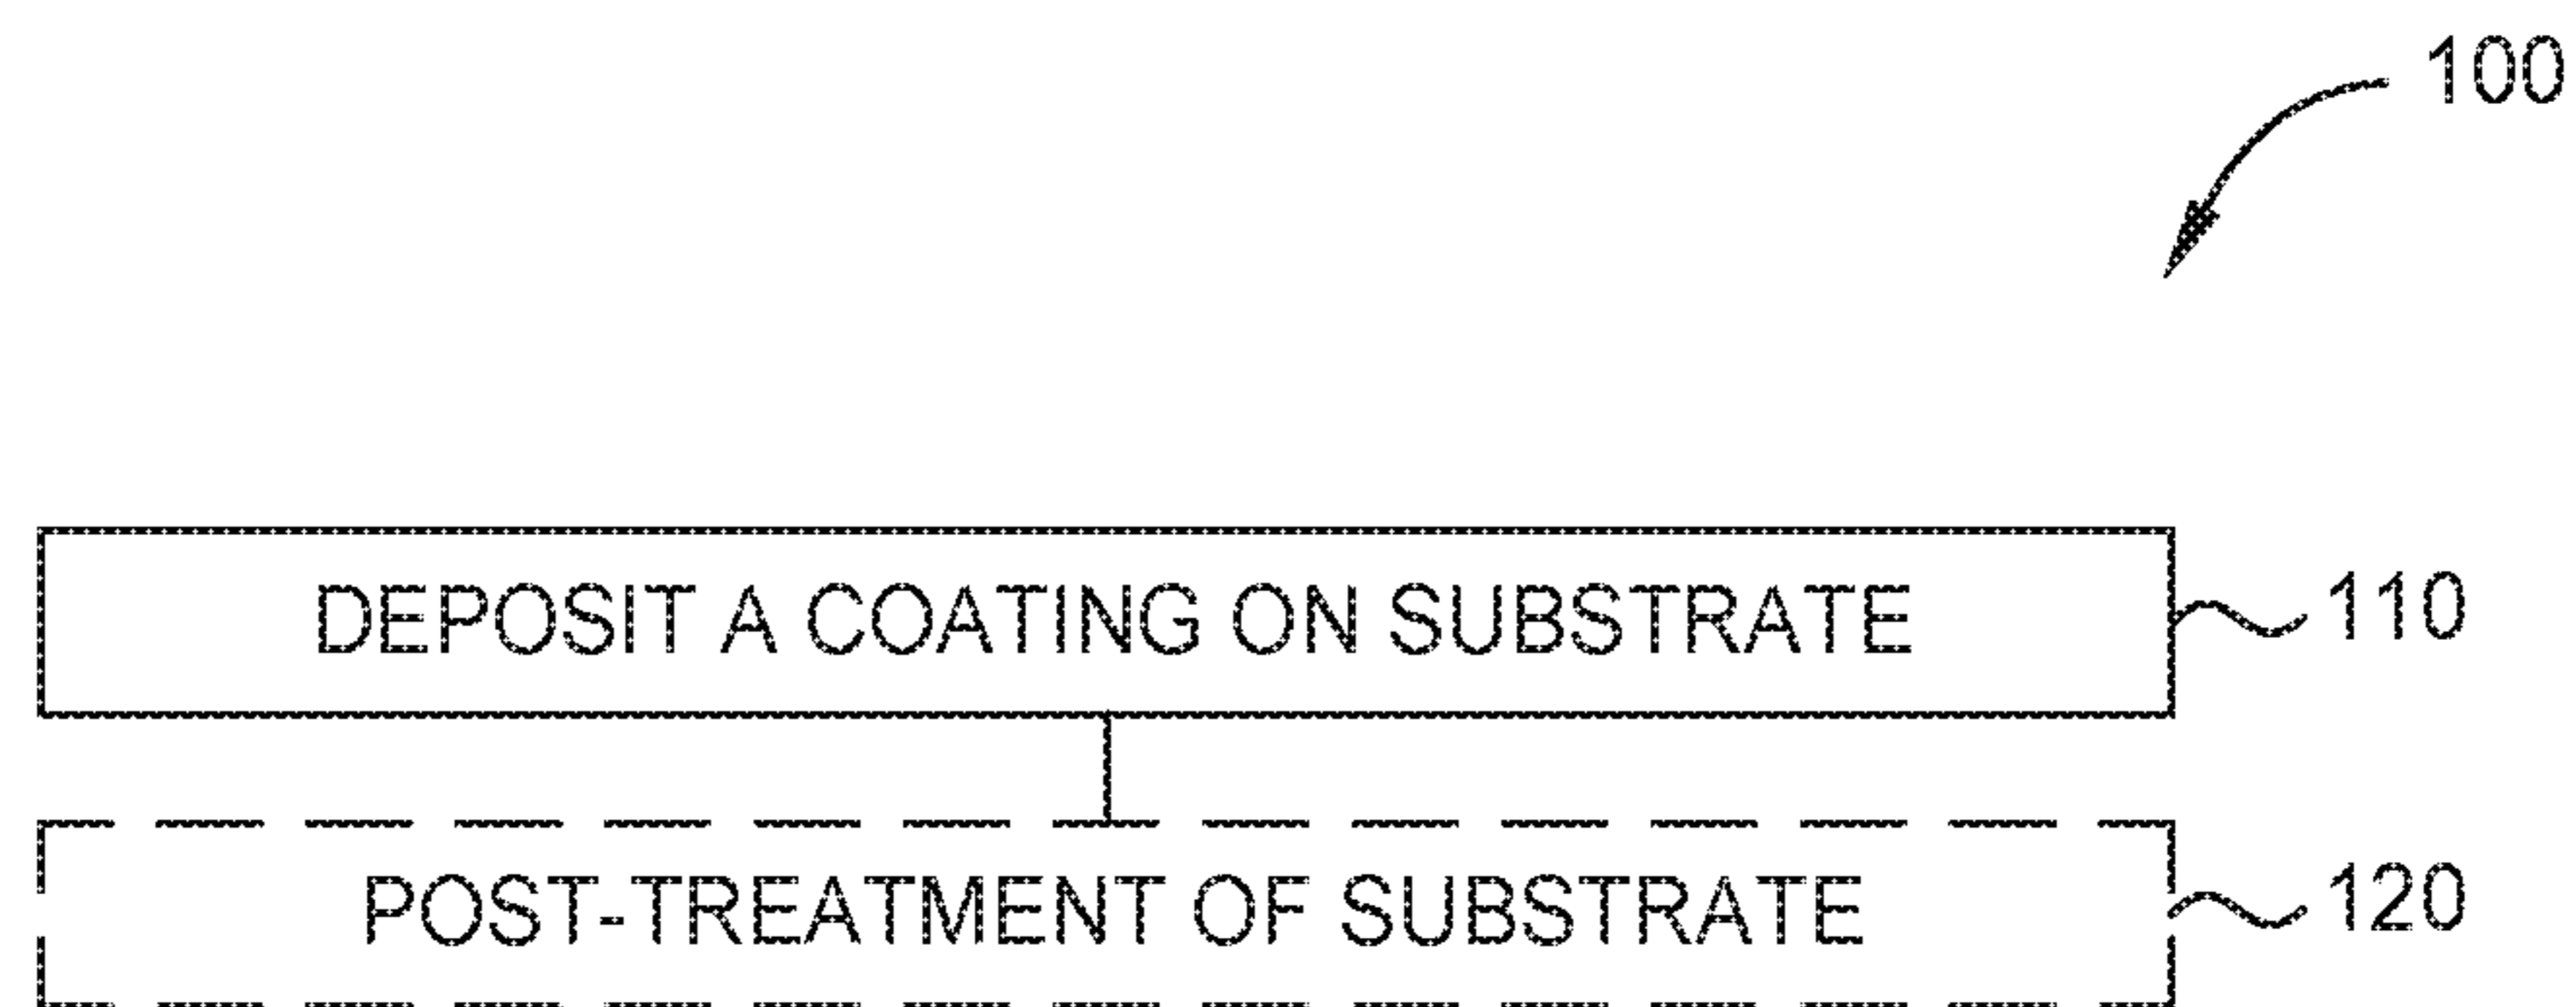 100
DEPOSIT A COATING ON SUBSTRATE 110
POST-TREATMENT OF SUBSTRATE 120